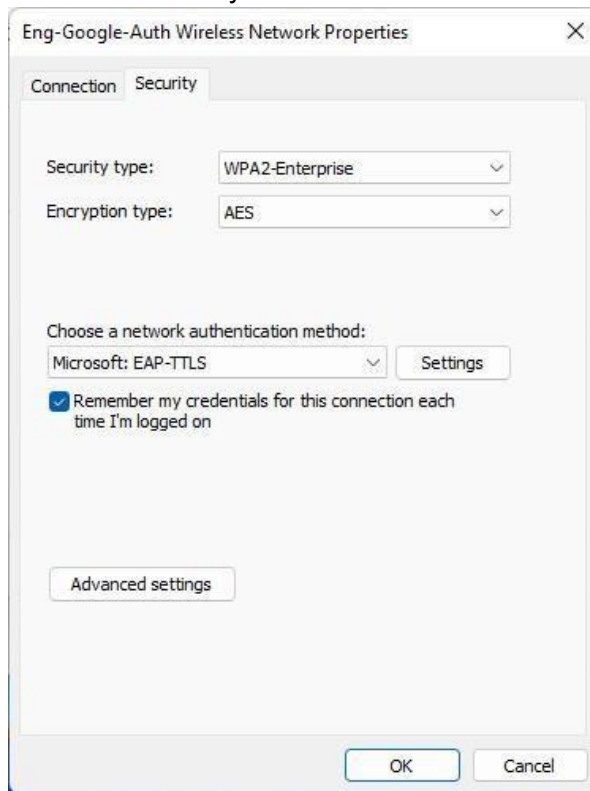 Eng-Google-Auth Wireless Network Properties
Connection Security
Security type: WPA2-Enterprise
Encryption type: AES
Choose a network authentication method:
Microsoft: EAP-TTLS Settings
Remember my credentials for this connection each
time I'm logged on
Advanced settings
OK Cancel